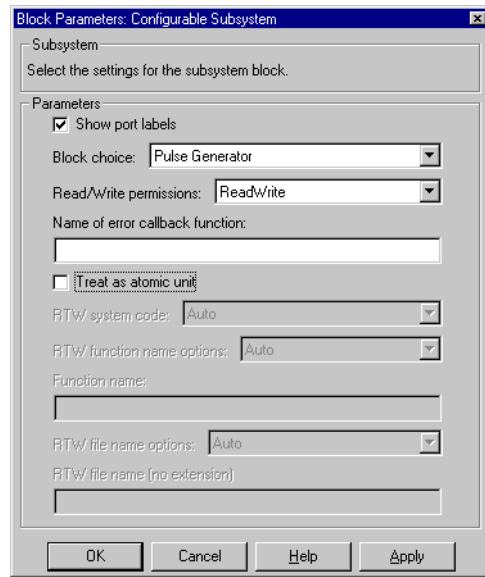 Block Parameters: Configurable Subsystem
Subsystem
Select the settings for the subsystem block.
Parameters
Show port labels
Block choice: Pulse Generator
Read/Write permissions: ReadWrite
Name of error callback function:
Treat as atomic unit
RTW system code: Auto
RTW function name options: Auto
Function name:
RTW file name options: Auto
RTW file name (no extension)
OK Cancel Help Apply